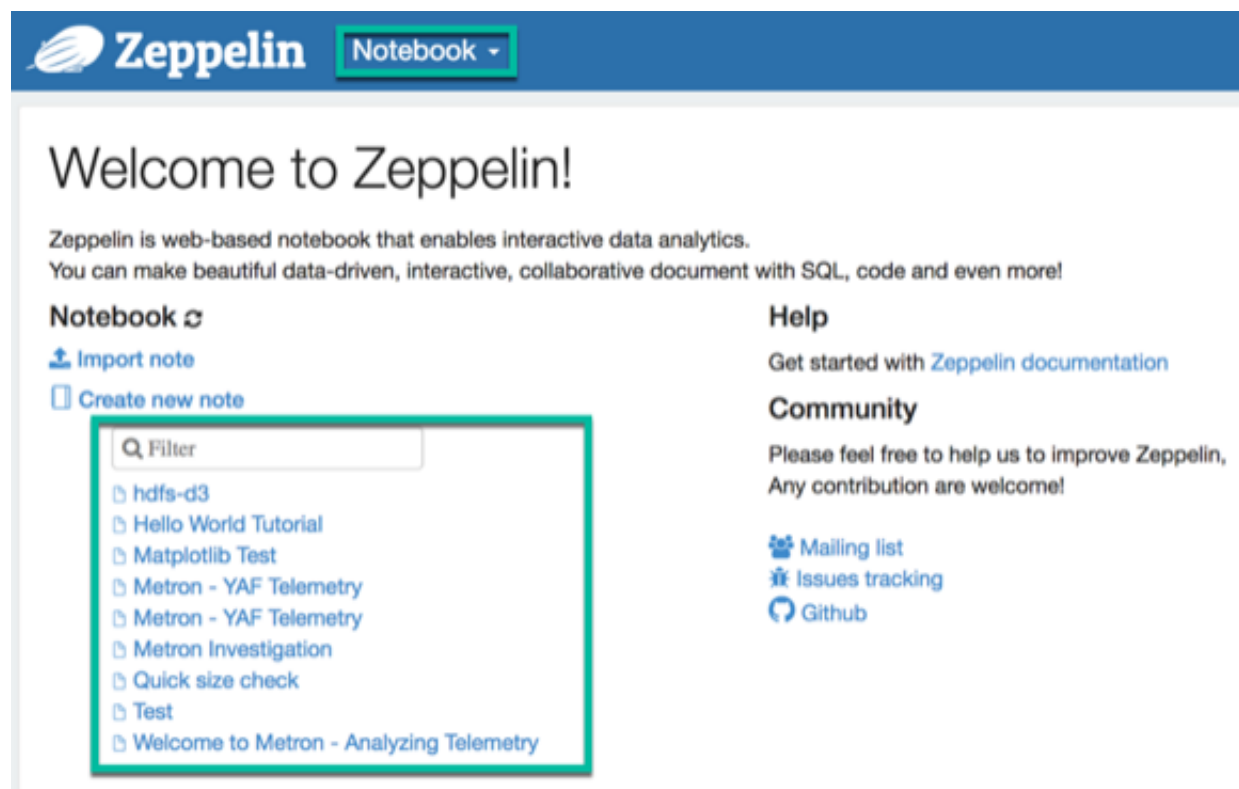 Zeppelin Notebook
Welcome to Zeppelin!
Zeppelin is web-based notebook that enables interactive data analytics.
You can make beautiful data-driven, interactive, collaborative document with SQL, code and even more!
Notebook
Import note
Create new note
Filter
hdfs-d3
Hello World Tutorial
Matplotlib Test
Metron - YAF Telemetry
Metron - YAF Telemetry
Metron Investigation
Quick size check
Test
Welcome to Metron - Analyzing Telemetry
Help
Get started with Zeppelin documentation
Community
Please feel free to help us to improve Zeppelin,
Any contribution are welcome!
Mailing list
Issues tracking
Github